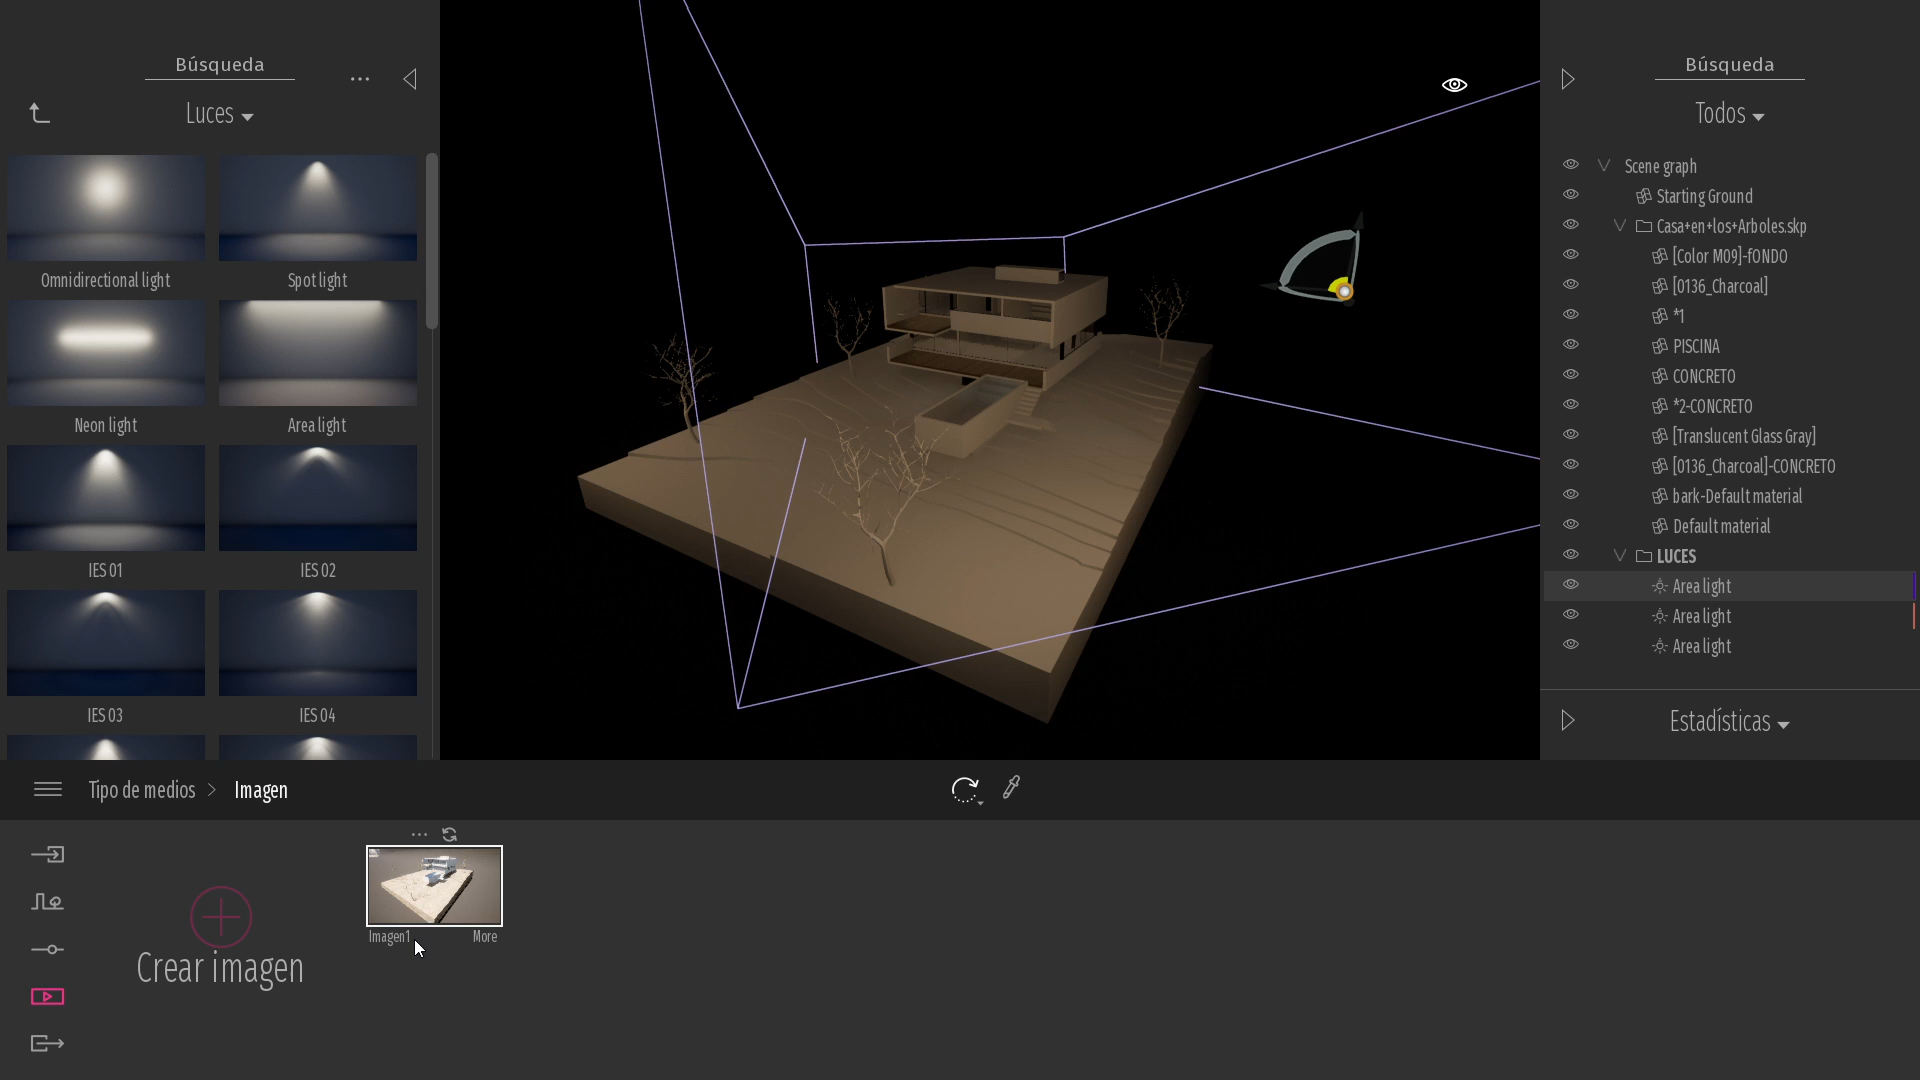 Búsqueda
...
Luces
Omnidirectional light
Spot light
Neon light
Area light
IES 01
IES 02
IES 03
IES 04
Búsqueda
Todos
Scene graph
Starting Ground
Casa+en+los+Arboles.skp
[Color M09]-fONDO
[0136_Charcoal]
*1
PISCINA
CONCRETO
*2-CONCRETO
[Translucent Glass Gray]
[0136_Charcoal]-CONCRETO
bark-Default material
Default material
LUCES
Area light
Area light
Area light
Estadísticas
Tipo de medios > Imagen
...
Crear imagen
Imagen1 More